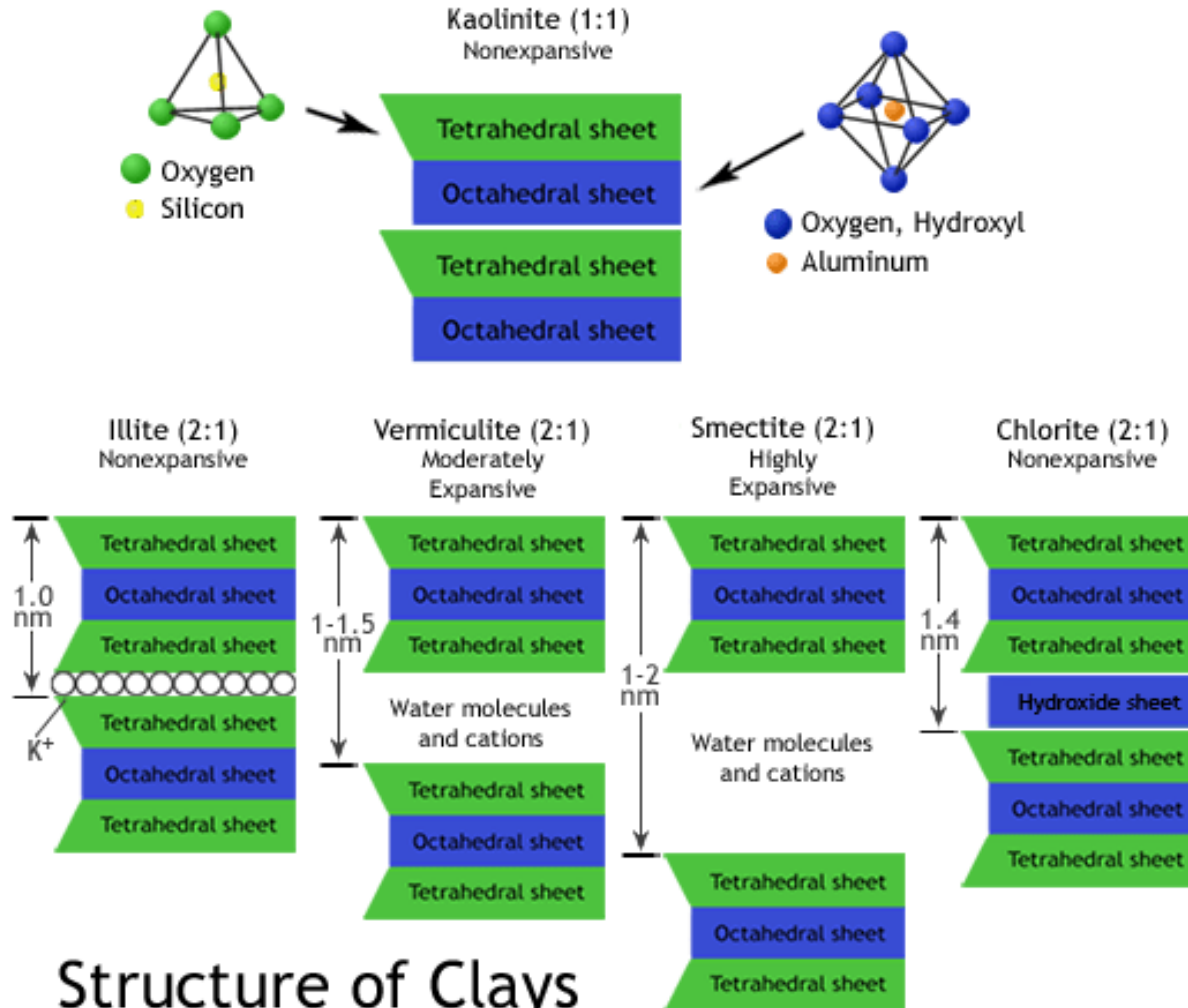 Kaolinite (1:1)
Nonexpansive
Tetrahedral sheet
Octahedral sheet
Tetrahedral sheet
Octahedral sheet
Oxygen
Silicon
Oxygen, Hydroxyl
Aluminum
Illite (2:1)
Nonexpansive
1.0
nm
Tetrahedral sheet
Octahedral sheet
Tetrahedral sheet
K⁺
Tetrahedral sheet
Octahedral sheet
Tetrahedral sheet
Vermiculite (2:1)
Moderately
Expansive
1-1.5
nm
Tetrahedral sheet
Octahedral sheet
Tetrahedral sheet
Water molecules
and cations
Tetrahedral sheet
Octahedral sheet
Tetrahedral sheet
Smectite (2:1)
Highly
Expansive
1-2
nm
Tetrahedral sheet
Octahedral sheet
Tetrahedral sheet
Water molecules
and cations
Tetrahedral sheet
Octahedral sheet
Tetrahedral sheet
Chlorite (2:1)
Nonexpansive
1.4
nm
Tetrahedral sheet
Octahedral sheet
Tetrahedral sheet
Hydroxide sheet
Tetrahedral sheet
Octahedral sheet
Tetrahedral sheet
Structure of Clays